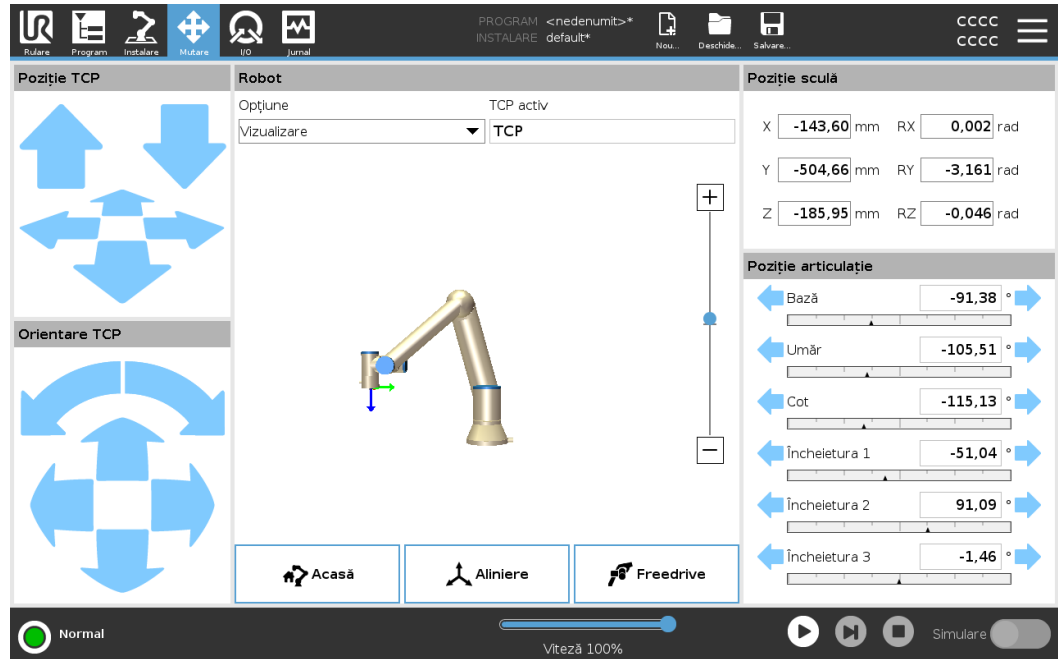 Rulare
Program
Instalare
Mutare
I/O
Jurnal
PROGRAM <nedenumit>*
INSTALARE default*
Nou...
Deschide...
Salvare...
CCCC
CCCC
Poziție TCP
Orientare TCP
Robot
Opțiune
TCP activ
Vizualizare
TCP
Acasă
Aliniere
Freedrive
Poziție sculă
X -143,60 mm RX 0,002 rad
Y -504,66 mm RY -3,161 rad
Z -185,95 mm RZ -0,046 rad
Poziție articulație
Bază -91,38 °
Umăr -105,51 °
Cot -115,13 °
Încheietura 1 -51,04 °
Încheietura 2 91,09 °
Încheietura 3 -1,46 °
Normal
Viteză 100%
Simulare